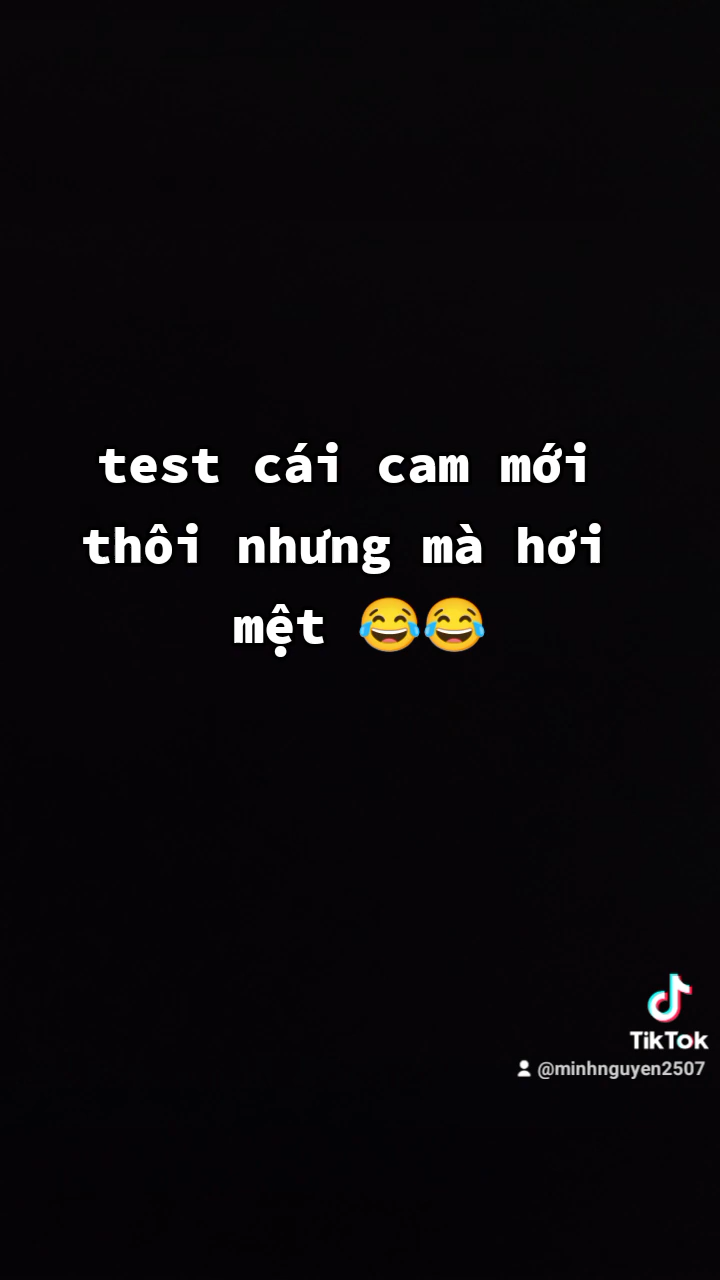 test cái cam mới
thôi nhưng mà hơi
mệt 😂😂
TikTok
@minhnguyen2507